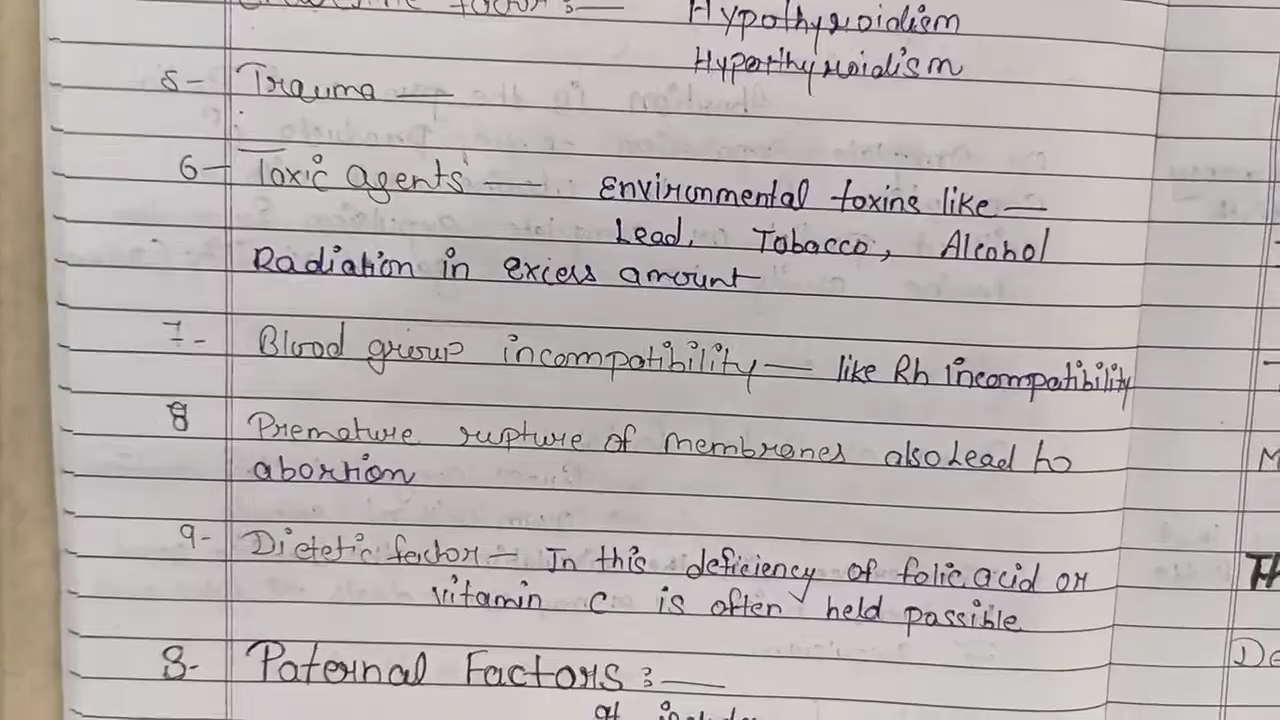 factor :—
Hypothyroidism
Hyperthyroidism
5- Trauma —
6- Toxic agents — Environmental toxins like —
Lead, Tobacco, Alcohol
Radiation in excess amount
7- Blood group incompatibility — like Rh incompatibility
8 Premature rupture of membranes also lead to
abortion
9- Dietetic factor - In this deficiency of folic acid or
vitamin C is often held possible
3- Paternal Factors :—